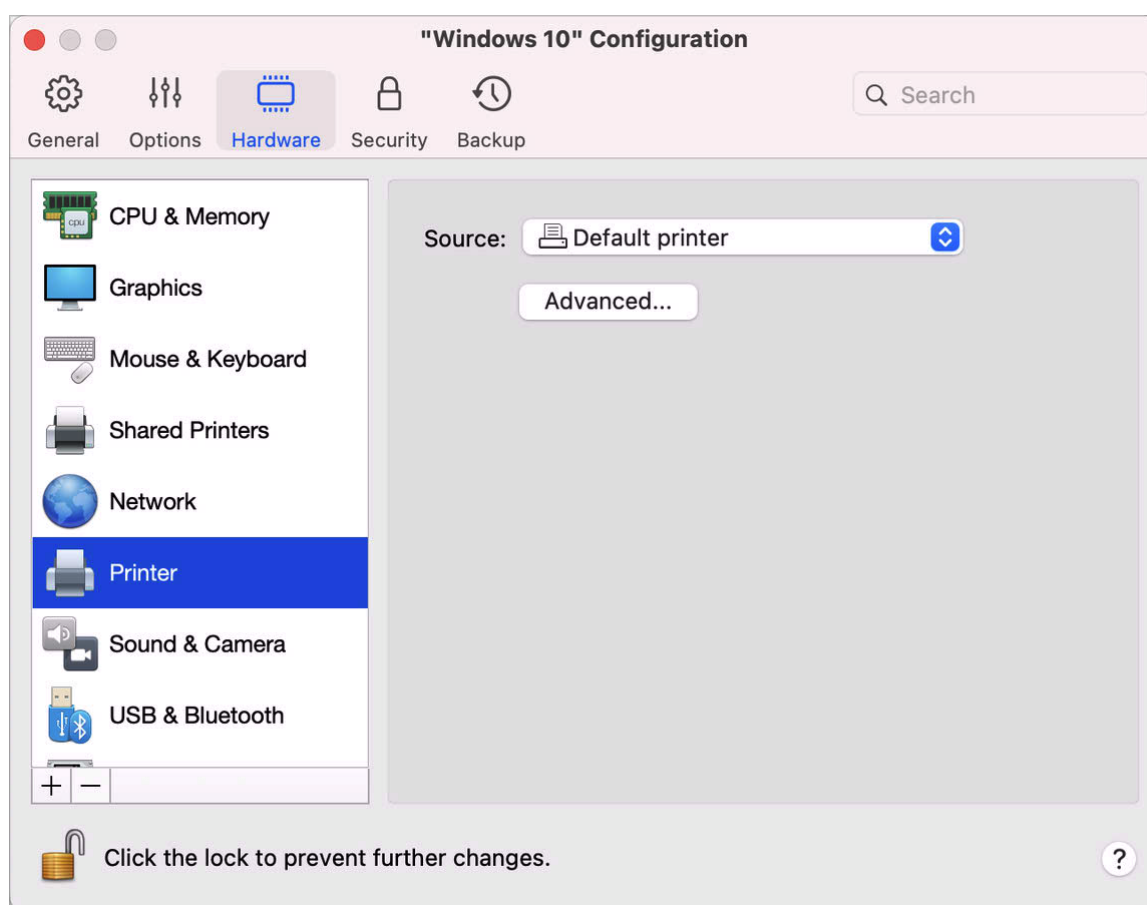 "Windows 10" Configuration
General Options Hardware Security Backup
Search
CPU & Memory
Graphics
Mouse & Keyboard
Shared Printers
Network
Printer
Sound & Camera
USB & Bluetooth
Source: Default printer
Advanced...
cpu
+ −
Click the lock to prevent further changes.
?